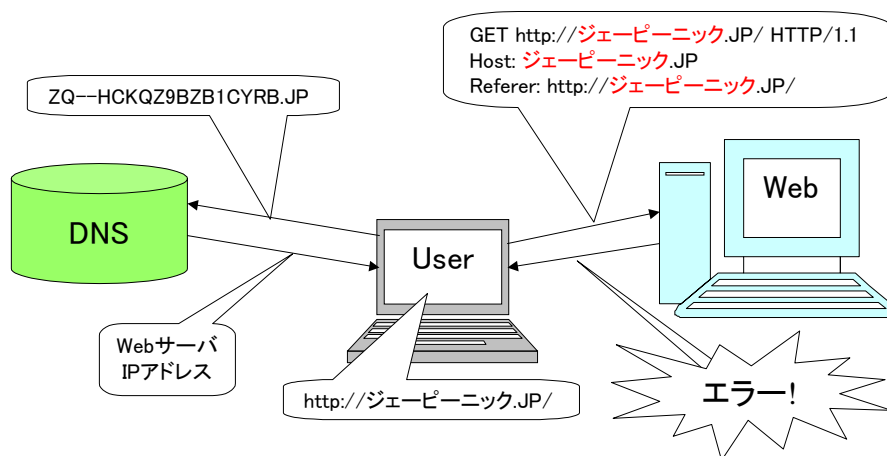 GET http://ジェーピーニック.JP/ HTTP/1.1
Host: ジェーピーニック.JP
Referer: http://ジェーピーニック.JP/
ZQ--HCKQZ9BZB1CYRB.JP
DNS
User
Web
Webサーバ
IPアドレス
http://ジェーピーニック.JP/
エラー!